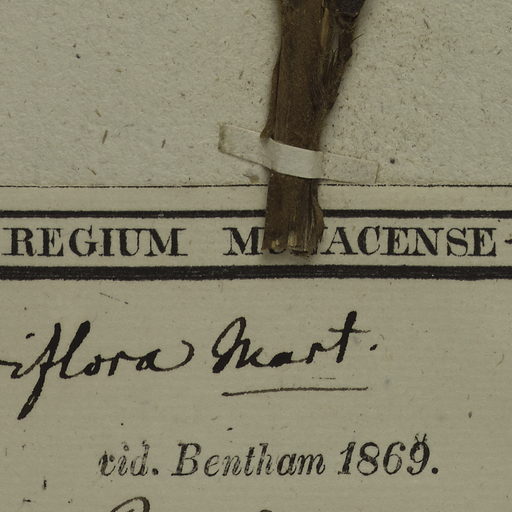 REGIUM M ACENSE
iflora Mart.
vid. Bentham 1869.